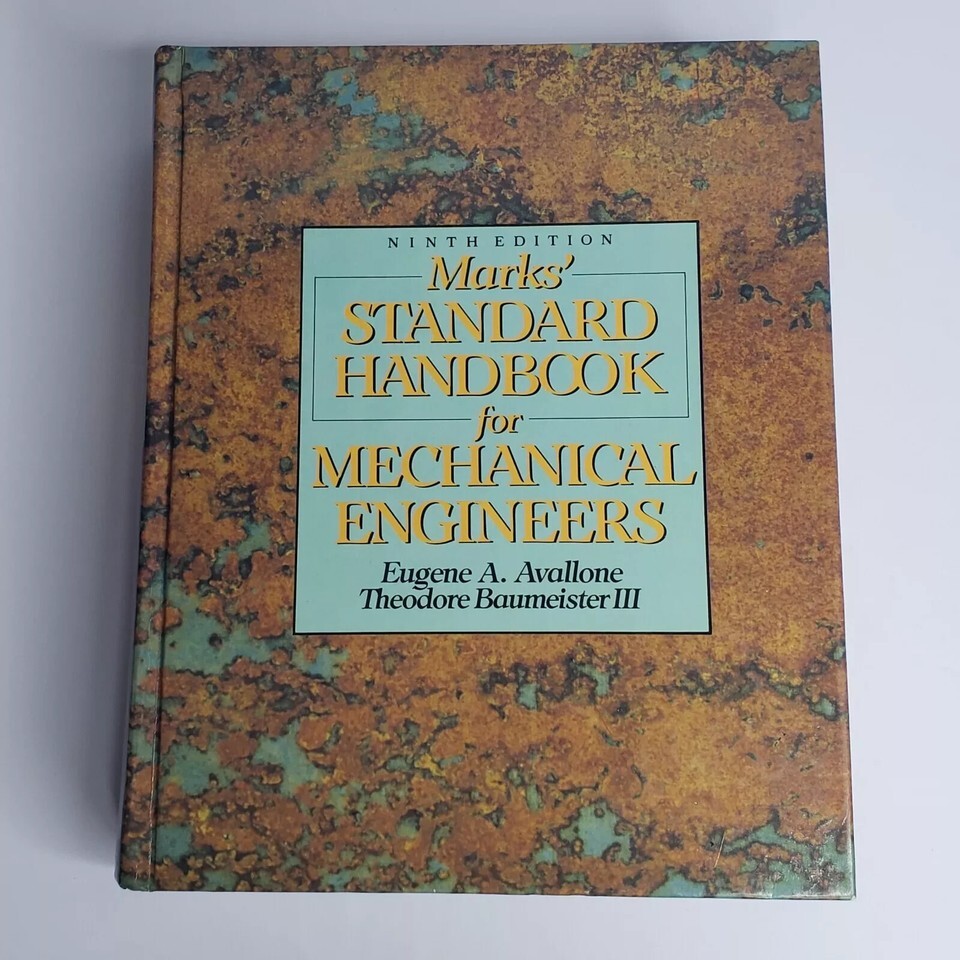 NINTH EDITION
Marks'
STANDARD
HANDBOOK
for
MECHANICAL
ENGINEERS
Eugene A. Avallone
Theodore Baumeister III